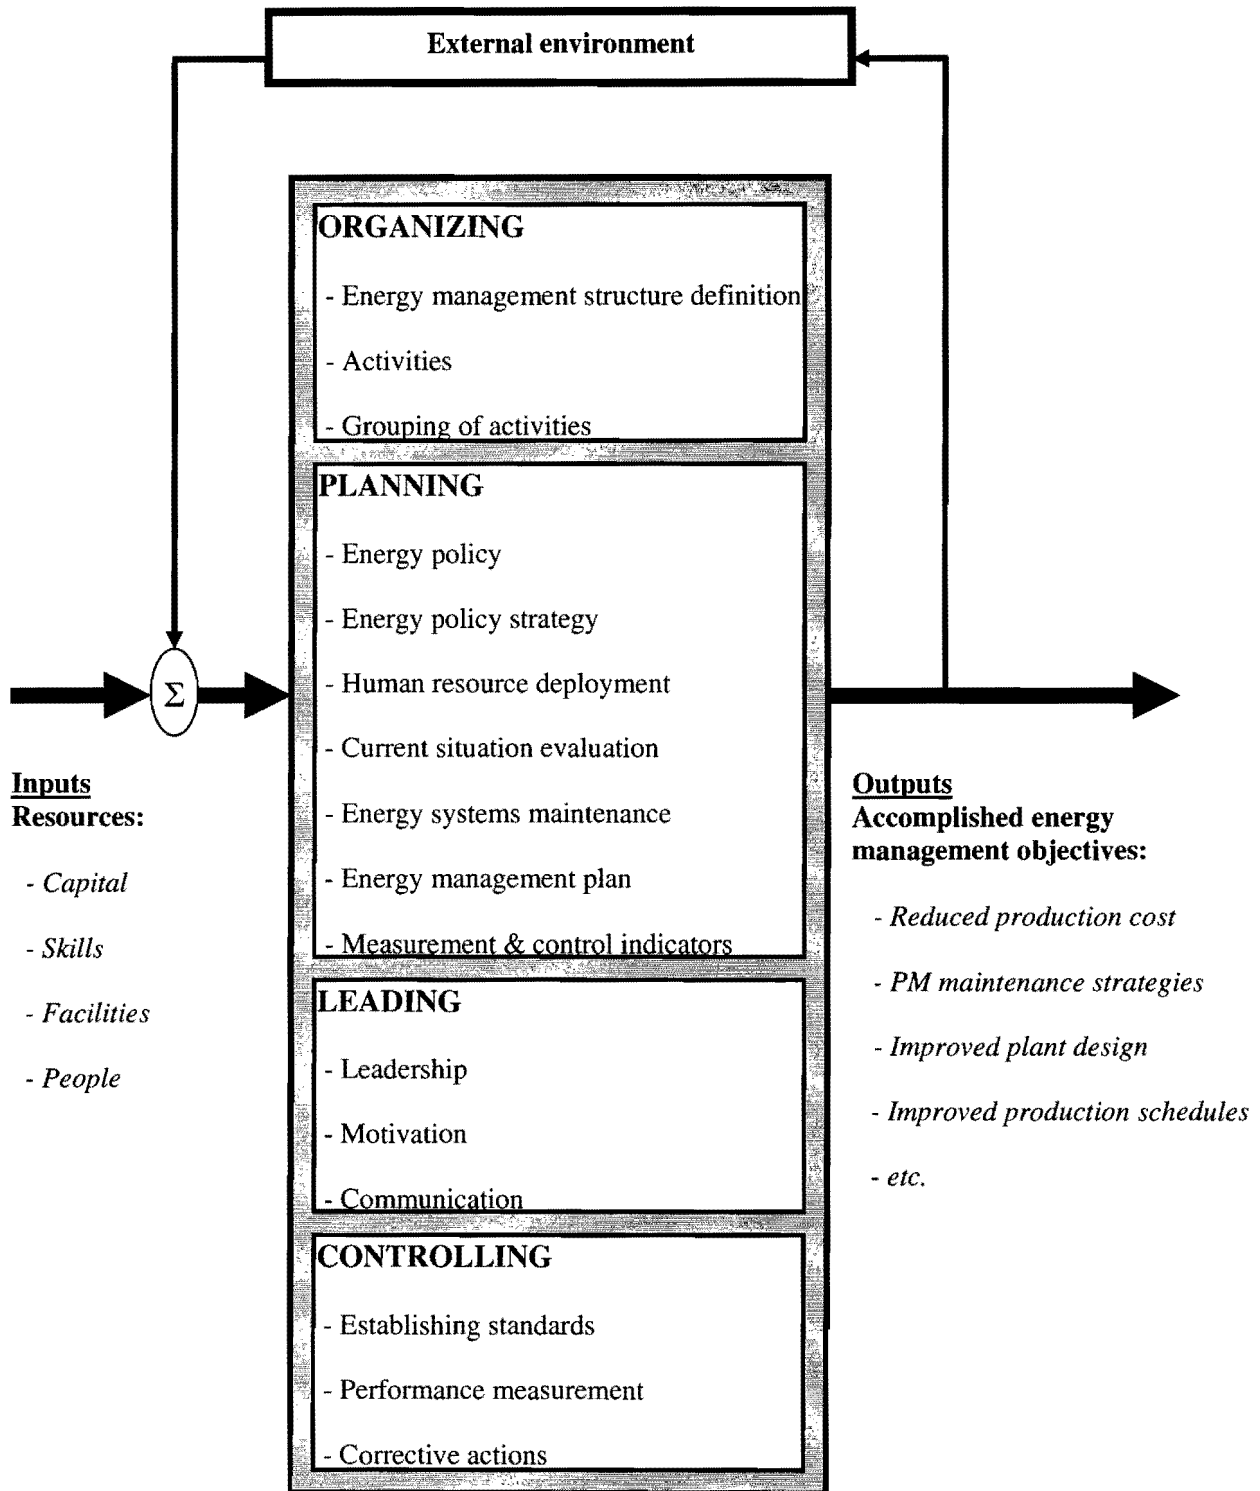 External environment
ORGANIZING
- Energy management structure definition
- Activities
- Grouping of activities
PLANNING
- Energy policy
- Energy policy strategy
- Human resource deployment
- Current situation evaluation
- Energy systems maintenance
- Energy management plan
- Measurement & control indicators
LEADING
- Leadership
- Motivation
- Communication
CONTROLLING
- Establishing standards
- Performance measurement
- Corrective actions
Σ
Inputs
Resources:
- Capital
- Skills
- Facilities
- People
Outputs
Accomplished energy
management objectives:
- Reduced production cost
- PM maintenance strategies
- Improved plant design
- Improved production schedules
- etc.